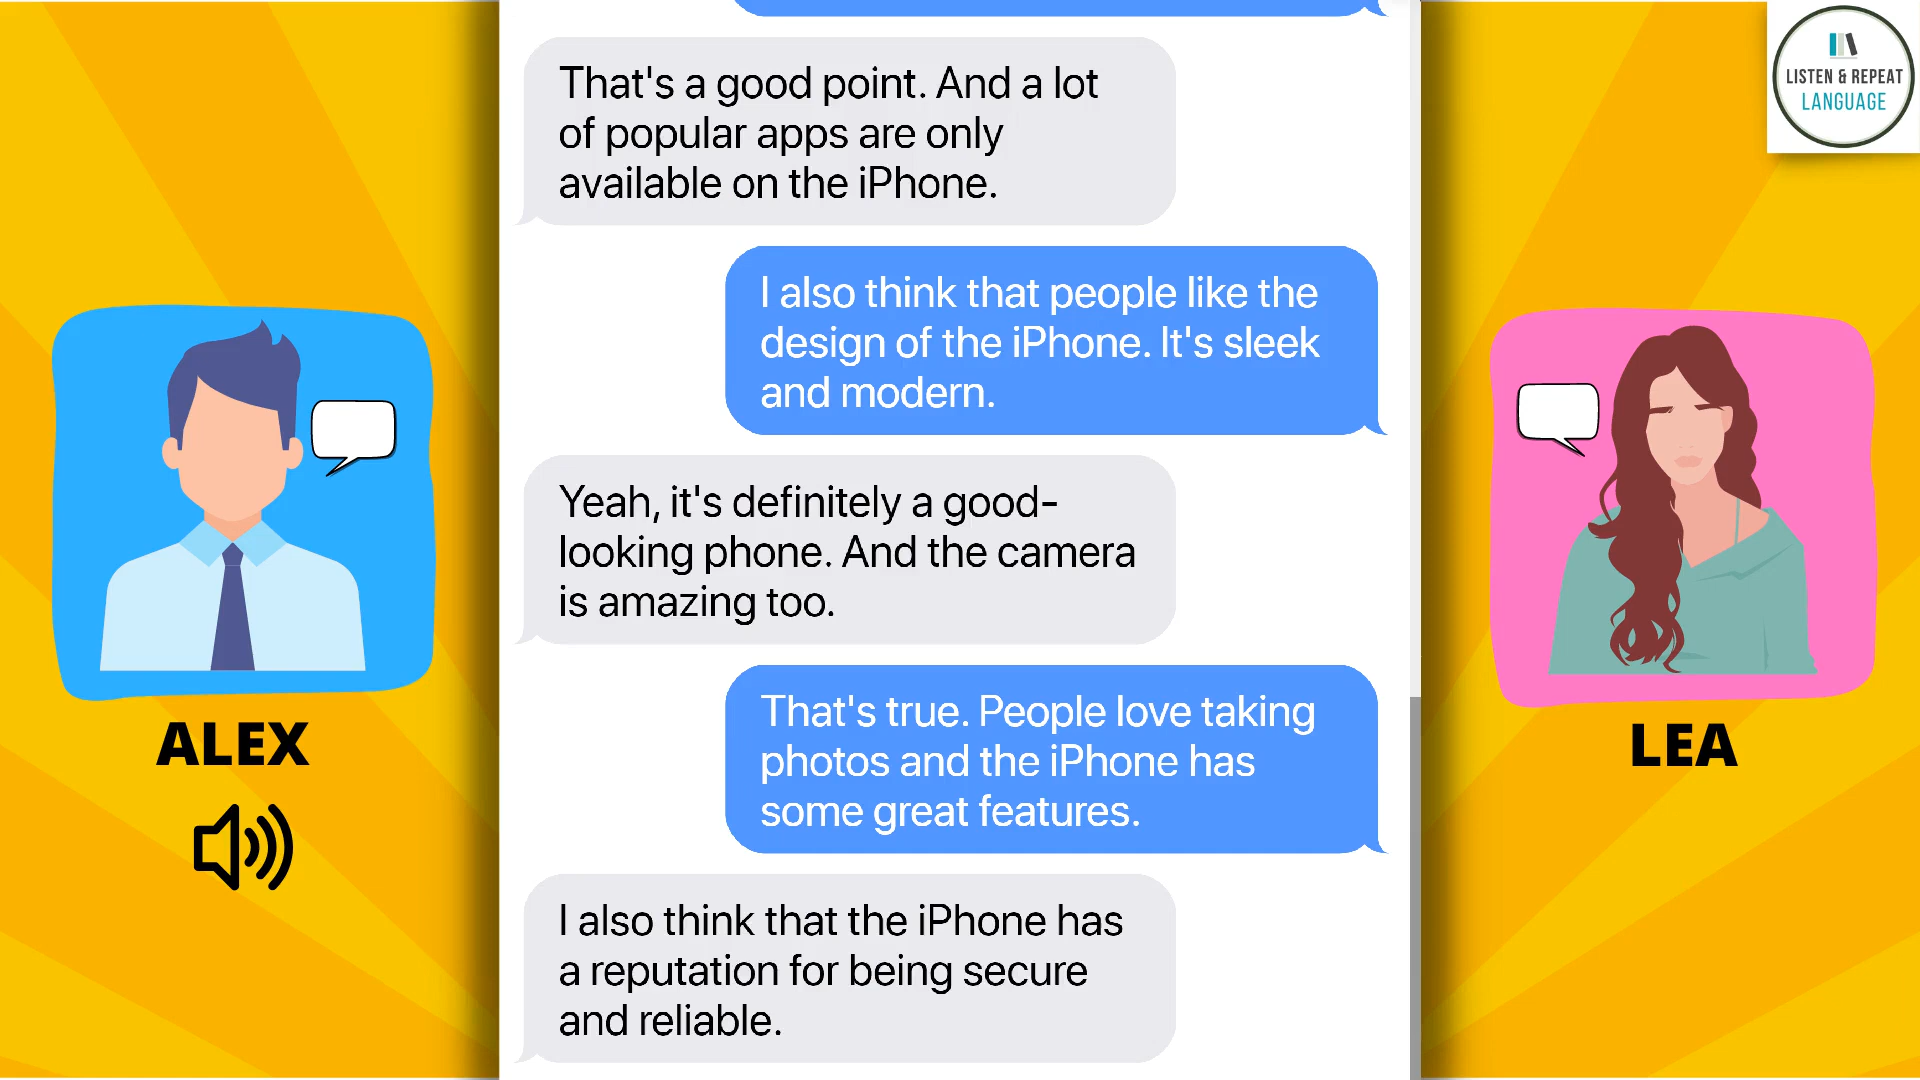 LISTEN & REPEAT
LANGUAGE
That's a good point. And a lot
of popular apps are only
available on the iPhone.
I also think that people like the
design of the iPhone. It's sleek
and modern.
Yeah, it's definitely a good-
looking phone. And the camera
is amazing too.
That's true. People love taking
photos and the iPhone has
some great features.
I also think that the iPhone has
a reputation for being secure
and reliable.
ALEX
LEA